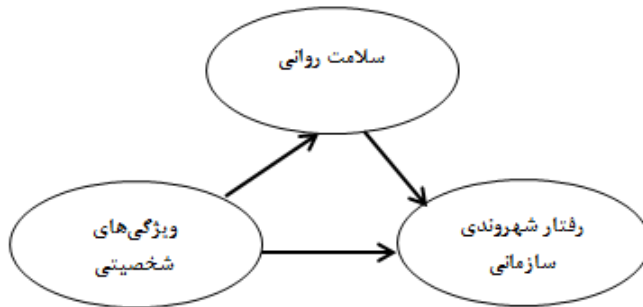 سلامت روانی
ویژگی‌های
شخصیتی
رفتار شهروندی
سازمانی